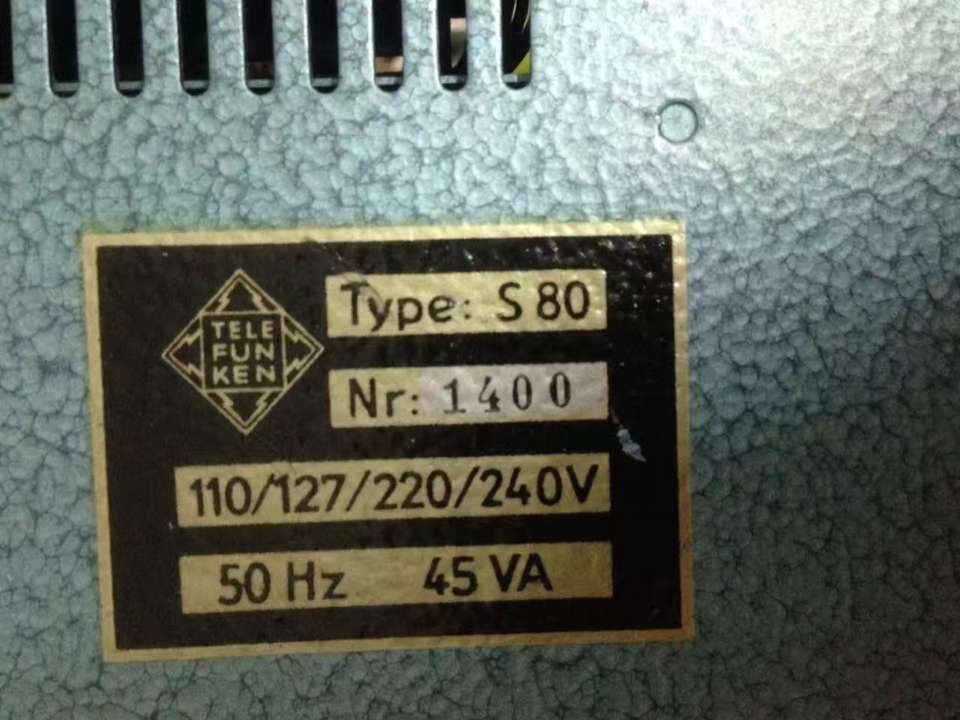 TELE
FUN
KEN
Type: S 80
Nr: 1400
110/127/220/240V
50 Hz 45 VA